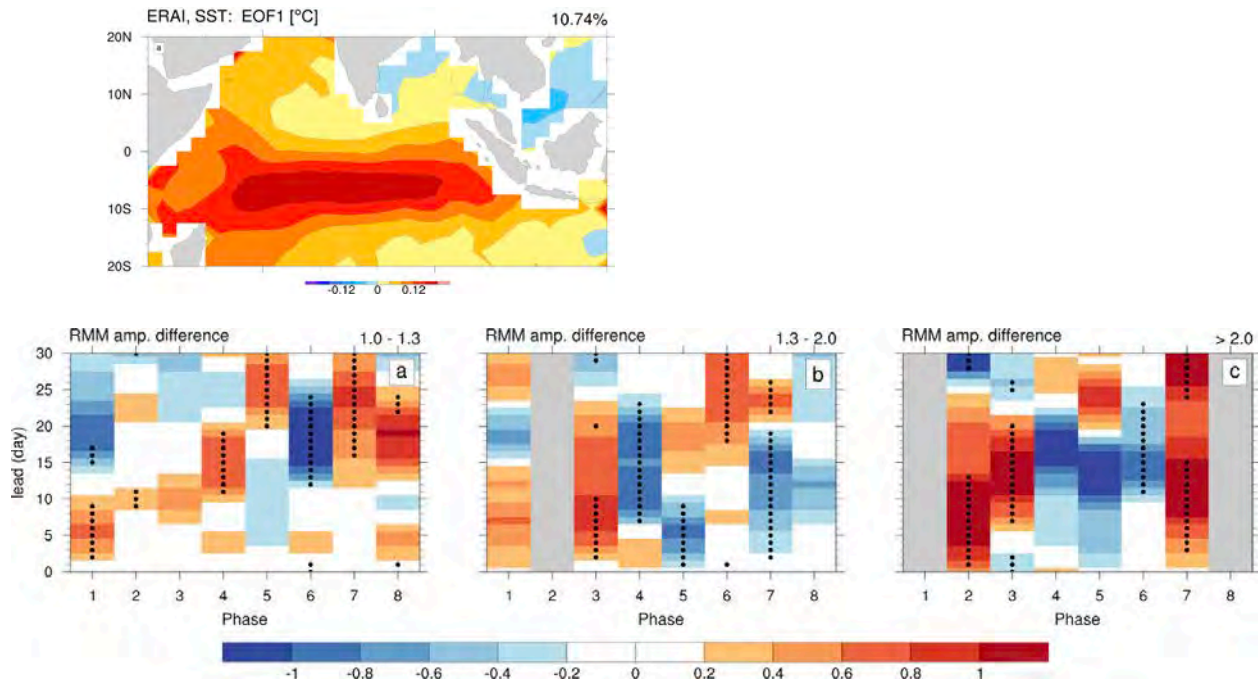 ERAI, SST: EOF1 [°C] 10.74%
20N
a
10N
0
10S
20S
-0.12 0 0.12
RMM amp. difference 1.0 - 1.3
RMM amp. difference 1.3 - 2.0
RMM amp. difference > 2.0
30
25
20
15
10
5
0
lead (day)
a
b
c
1 2 3 4 5 6 7 8
1 2 3 4 5 6 7 8
1 2 3 4 5 6 7 8
Phase
Phase
Phase
-1 -0.8 -0.6 -0.4 -0.2 0 0.2 0.4 0.6 0.8 1